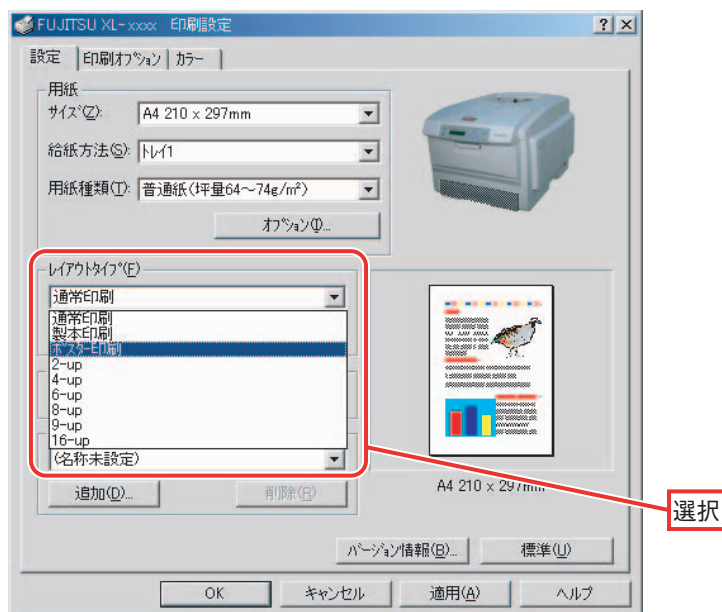 FUJITSU XL-xxxx 印刷設定
設定 印刷オプション カラー
用紙
サイズ(Z): A4 210 x 297mm
給紙方法(S): トレイ1
用紙種類(T): 普通紙(坪量64～74g/m²)
オプション(I)...
レイアウトタイプ(F)
通常印刷
通常印刷
製本印刷
ポスター印刷
2-up
4-up
6-up
8-up
9-up
16-up
(名称未設定)
追加(D)... 削除(R)
A4 210 x 297mm
選択
バージョン情報(B)... 標準(U)
OK キャンセル 適用(A) ヘルプ